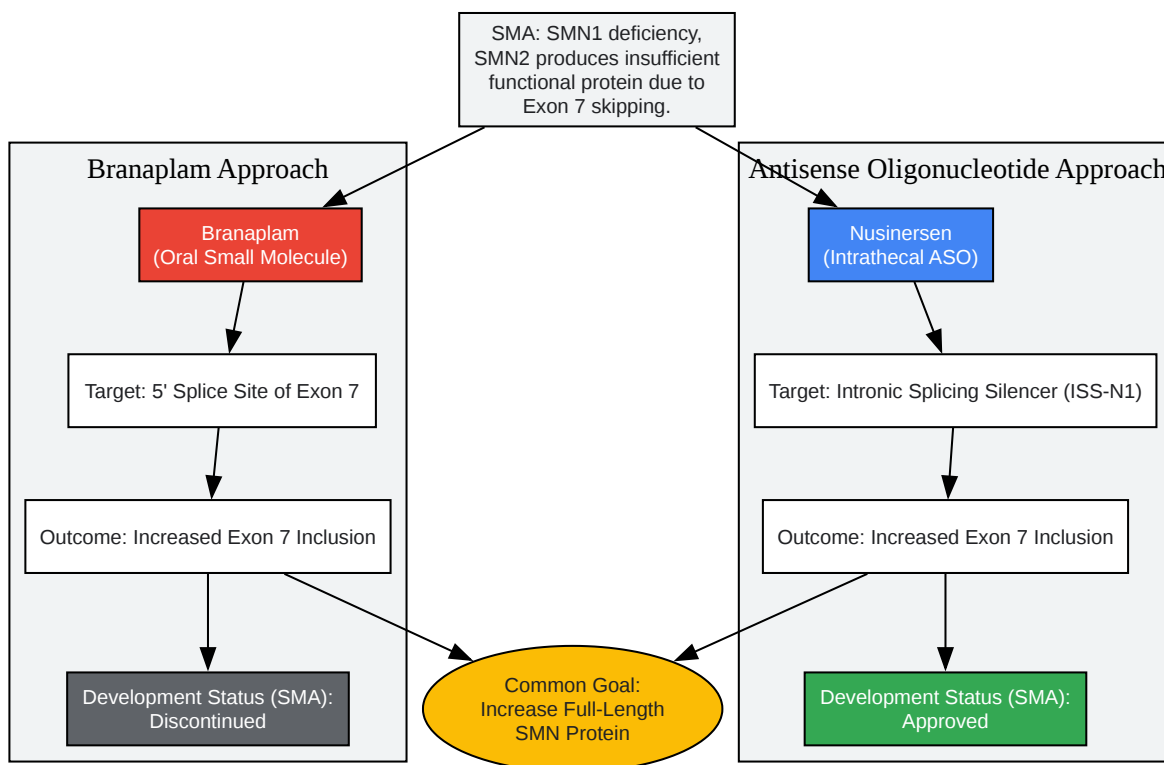 SMA: SMN1 deficiency,
SMN2 produces insufficient
functional protein due to
Exon 7 skipping.
Branaplam Approach
Antisense Oligonucleotide Approach
Branaplam
(Oral Small Molecule)
Nusinersen
(Intrathecal ASO)
Target: 5' Splice Site of Exon 7
Target: Intronic Splicing Silencer (ISS-N1)
Outcome: Increased Exon 7 Inclusion
Outcome: Increased Exon 7 Inclusion
Development Status (SMA):
Discontinued
Common Goal:
Increase Full-Length
SMN Protein
Development Status (SMA):
Approved